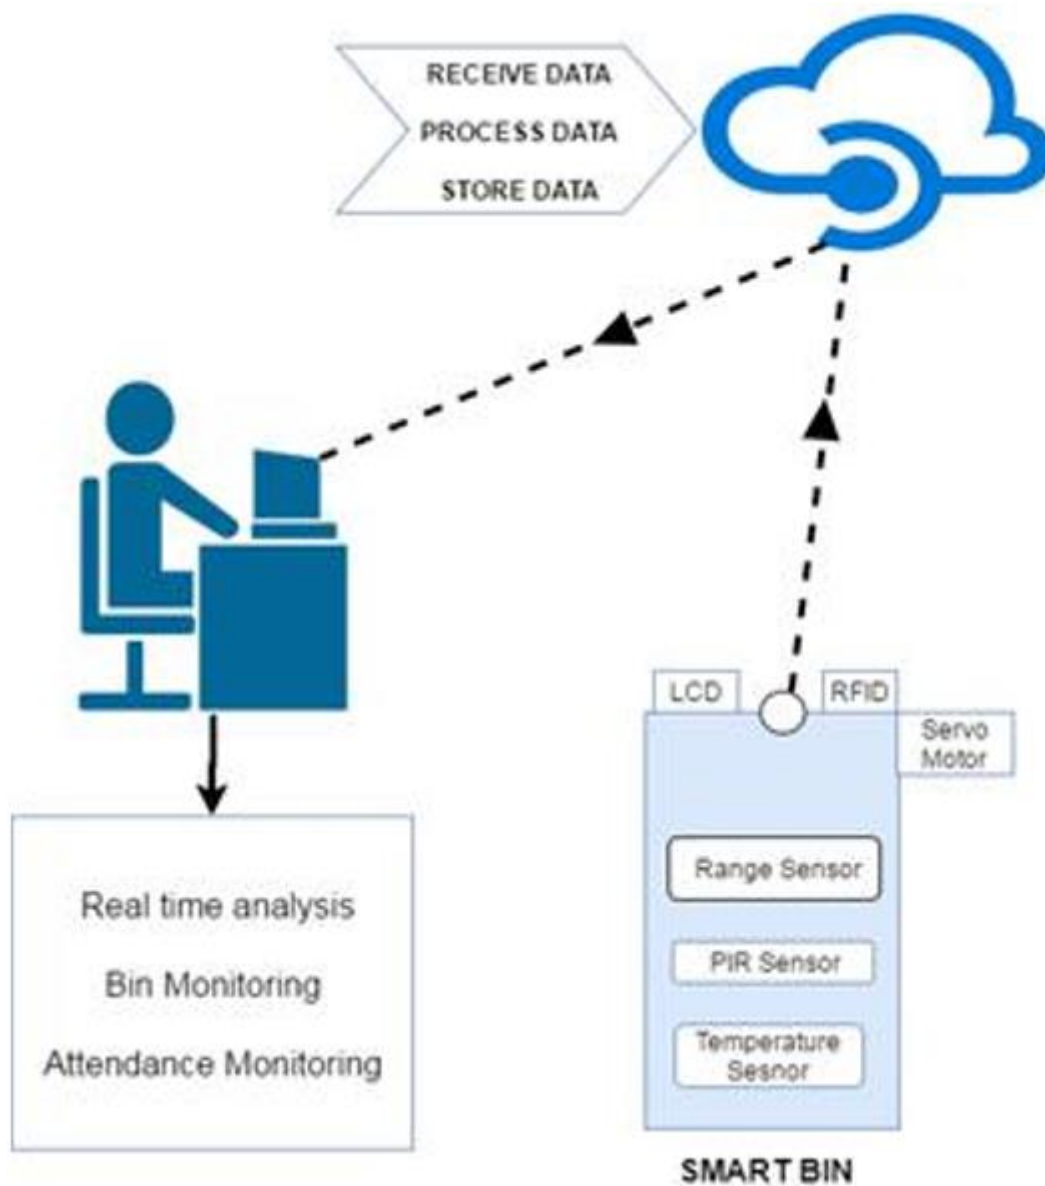 RECEIVE DATA
PROCESS DATA
STORE DATA
LCD
RFID
Servo
Motor
Range Sensor
PIR Sensor
Temperature
Sesnor
SMART BIN
Real time analysis
Bin Monitoring
Attendance Monitoring